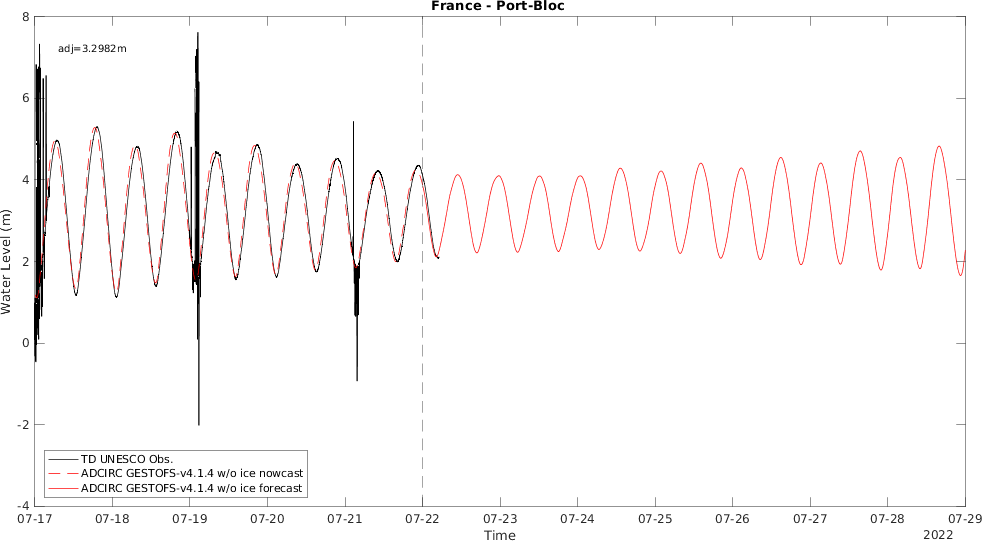 France - Port-Bloc
adj=3.2982m
8
6
4
2
0
-2
-4
Water Level (m)
TD UNESCO Obs.
ADCIRC GESTOFS-v4.1.4 w/o ice nowcast
ADCIRC GESTOFS-v4.1.4 w/o ice forecast
07-17 07-18 07-19 07-20 07-21 07-22 07-23 07-24 07-25 07-26 07-27 07-28 07-29
Time
2022